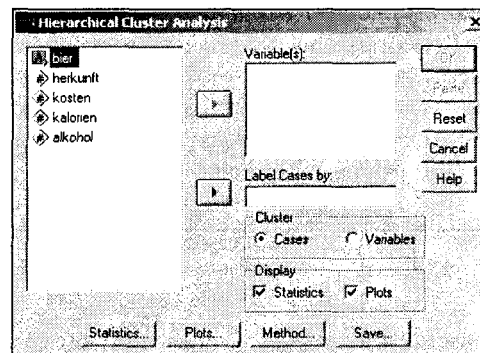 Hierarchical Cluster Analysis
bier
herkunft
kosten
kalorien
alkohol
Variable(s):
Label Cases by:
Cluster
Cases
Variables
Display
Statistics
Plots
OK
Paste
Reset
Cancel
Help
Statistics...
Plots...
Method...
Save...